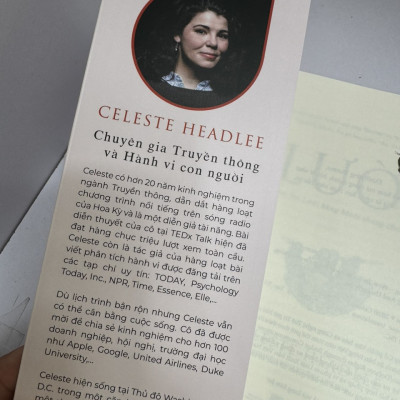 CELESTE HEADLEE
Chuyên gia Truyền thông
và Hành vi con người
Celeste có hơn 20 năm kinh nghiệm trong
ngành Truyền thông, dẫn dắt hàng loạt
chương trình nổi tiếng trên sóng radio
của Hoa Kỳ và là một diễn giả tài năng. Bài
diễn thuyết của cô tại TEDx Talk hiện đã
đạt hàng chục triệu lượt xem toàn cầu.
Celeste còn là tác giả của hàng loạt bài
viết phân tích hành vi được đăng tải trên
các tạp chí uy tín: TODAY, Psychology
Today, Inc., NPR, Time, Essence, Elle,...
Dù lịch trình bận rộn nhưng Celeste vẫn
có thể cân bằng cuộc sống. Cô đã được
mời để chia sẻ kinh nghiệm cho hơn 100
doanh nghiệp, hội nghị, trường đại học
như Apple, Google, United Airlines, Duke
University,...
Celeste hiện sống tại Thủ đô
D.C. trong một căn